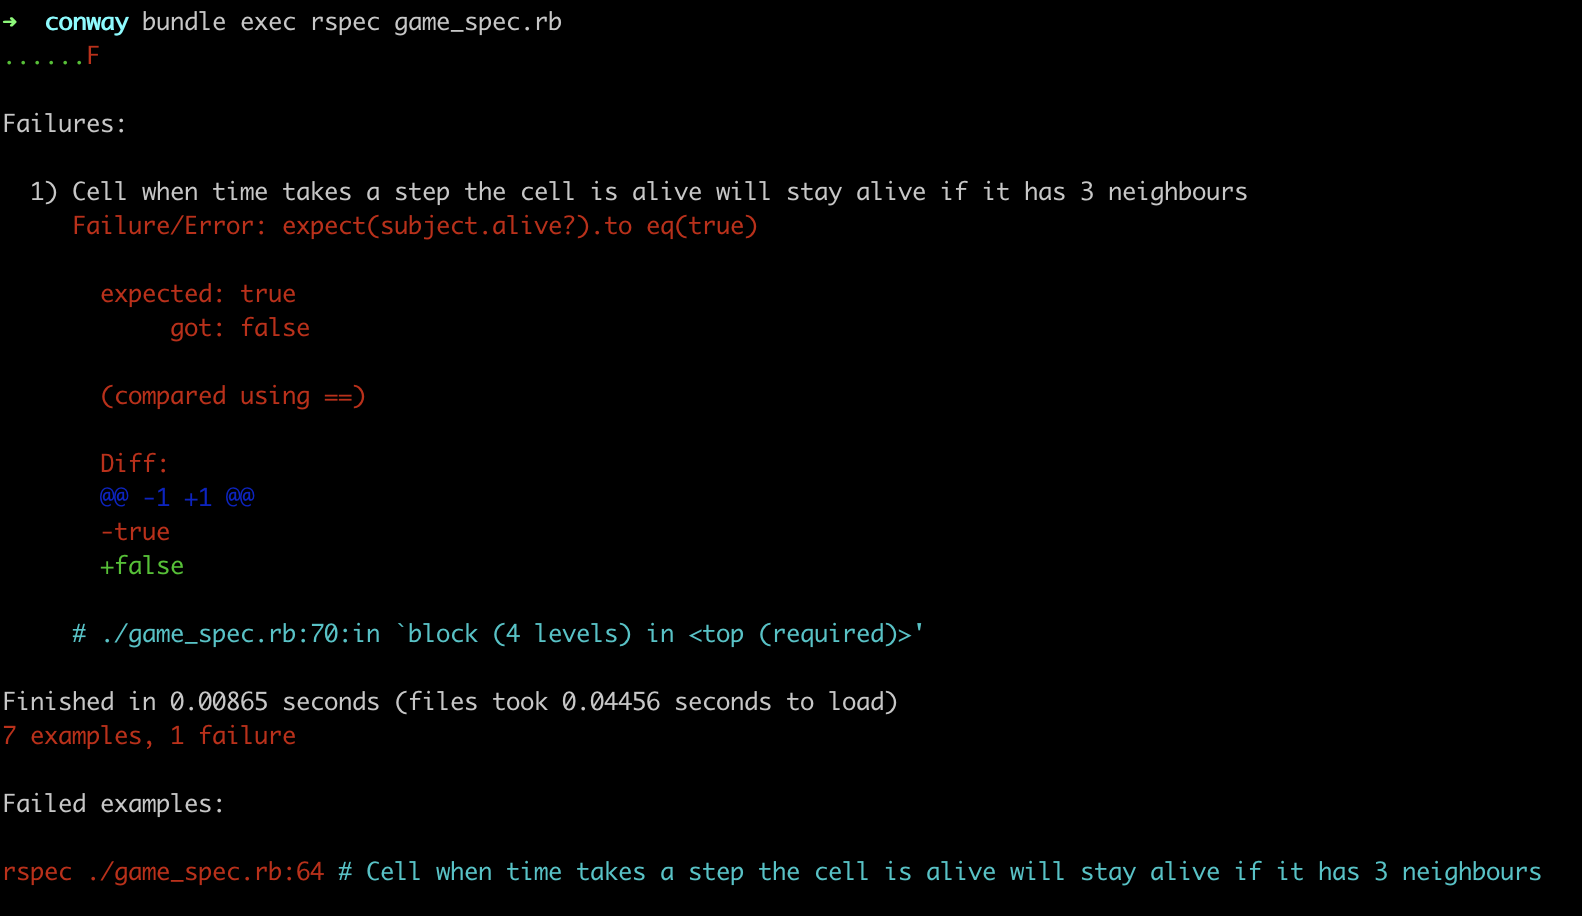 ➜  conway bundle exec rspec game_spec.rb
......F

Failures:

  1) Cell when time takes a step the cell is alive will stay alive if it has 3 neighbours
     Failure/Error: expect(subject.alive?).to eq(true)

       expected: true
            got: false

       (compared using ==)

       Diff:
       @@ -1 +1 @@
       -true
       +false

     # ./game_spec.rb:70:in `block (4 levels) in <top (required)>'

Finished in 0.00865 seconds (files took 0.04456 seconds to load)
7 examples, 1 failure

Failed examples:

rspec ./game_spec.rb:64 # Cell when time takes a step the cell is alive will stay alive if it has 3 neighbours